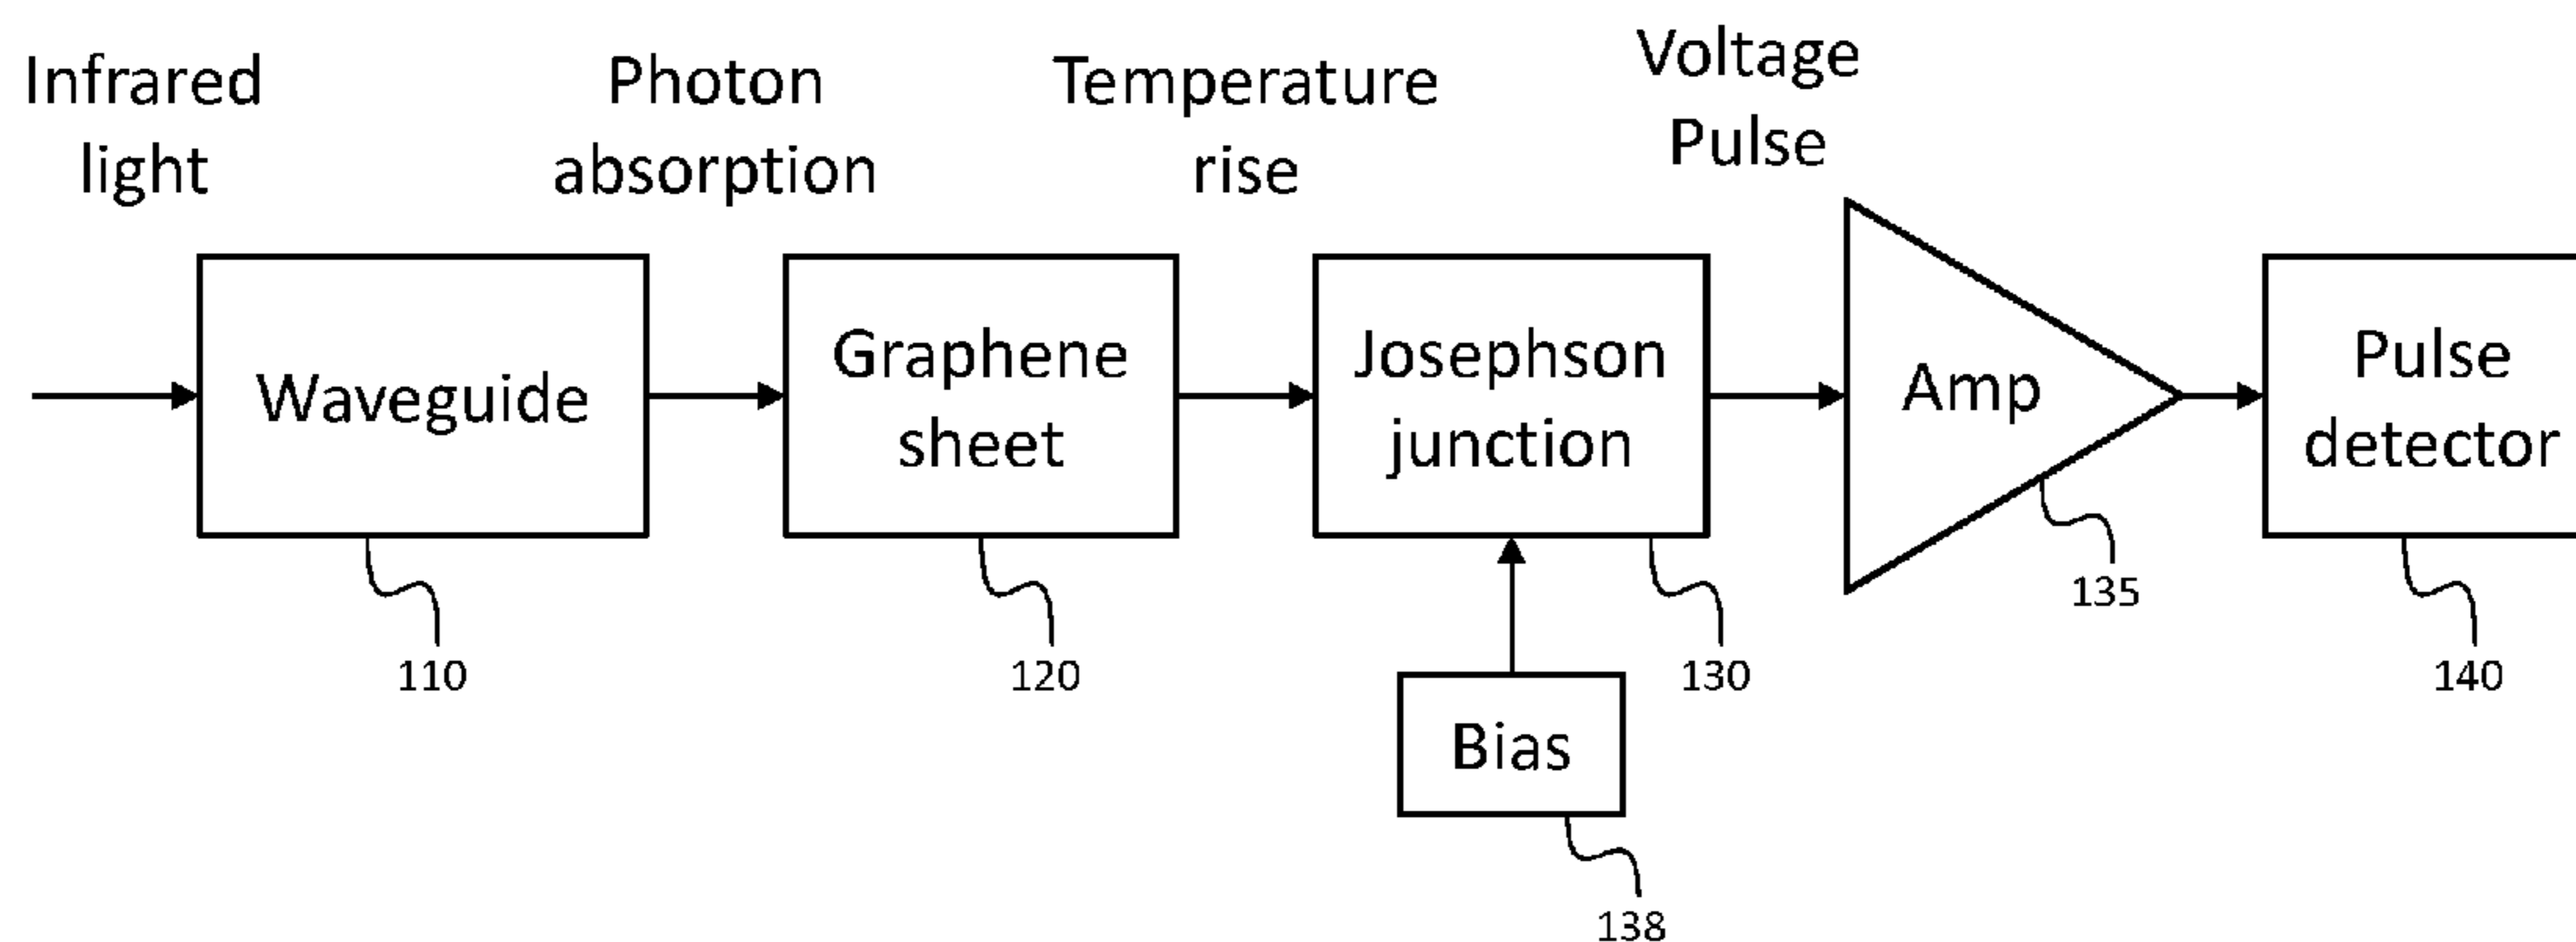 Infrared
light
Photon
absorption
Temperature
rise
Voltage
Pulse
Waveguide
Graphene
sheet
Josephson
junction
Amp
Pulse
detector
135
110
120
130
140
Bias
138